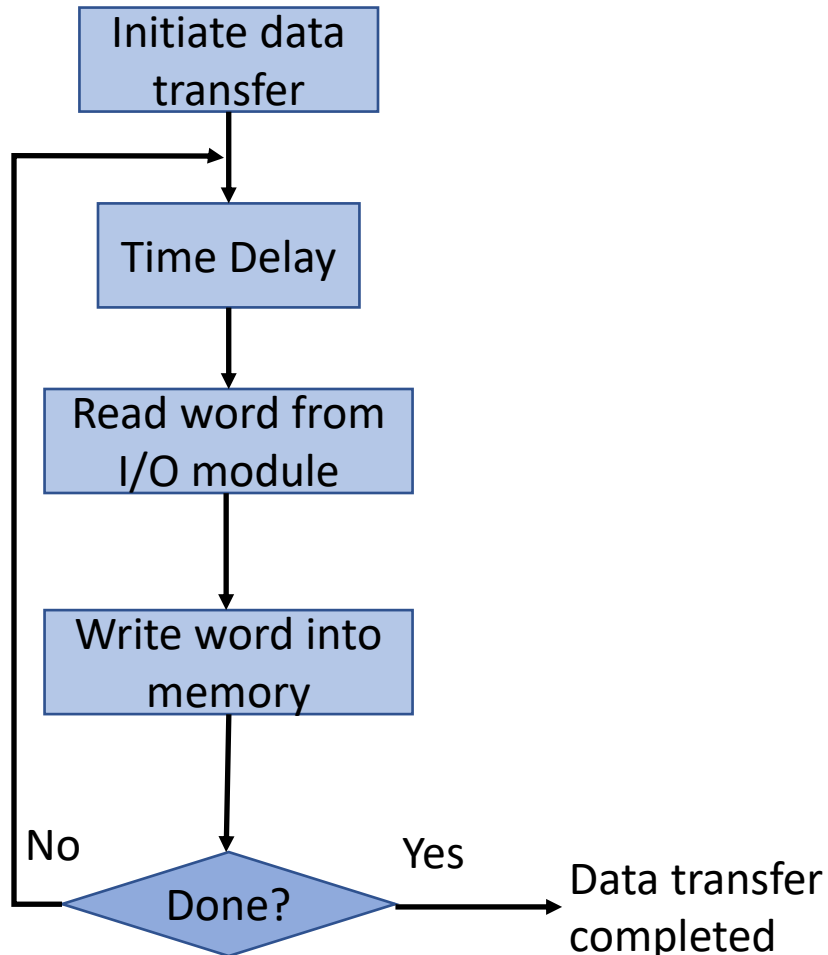 Initiate data
transfer
Time Delay
Read word from
I/O module
Write word into
memory
No
Yes
Done?
Data transfer
completed